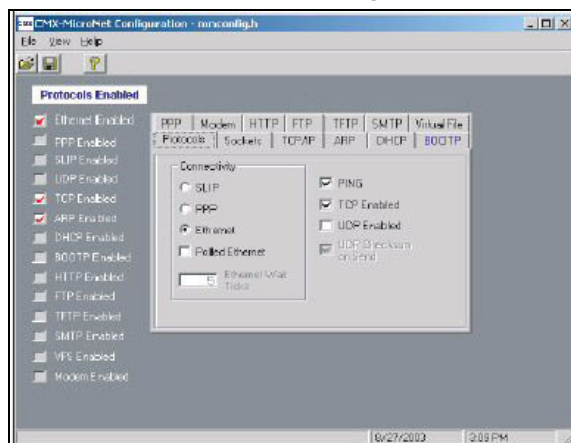 CMX-MicroNet Configuration - mnconfig.h
File View Help
Protocols Enabled
Ethernet Enabled
PPP Enabled
SLIP Enabled
UDP Enabled
TCP Enabled
ARP Enabled
DHCP Enabled
BOOTP Enabled
HTTP Enabled
FTP Enabled
TFTP Enabled
SMTP Enabled
VFS Enabled
Modem Enabled
PPP Modem HTTP FTP TFTP SMTP Virtual File
Protocols Sockets TCP/IP ARP DHCP BOOTP
Connectivity
SLIP
PPP
Ethernet
Polled Ethernet
5 Ethernet Wait
Ticks
PING
TCP Enabled
UDP Enabled
UDP Checksum
on Send
8/27/2003 3:09 PM